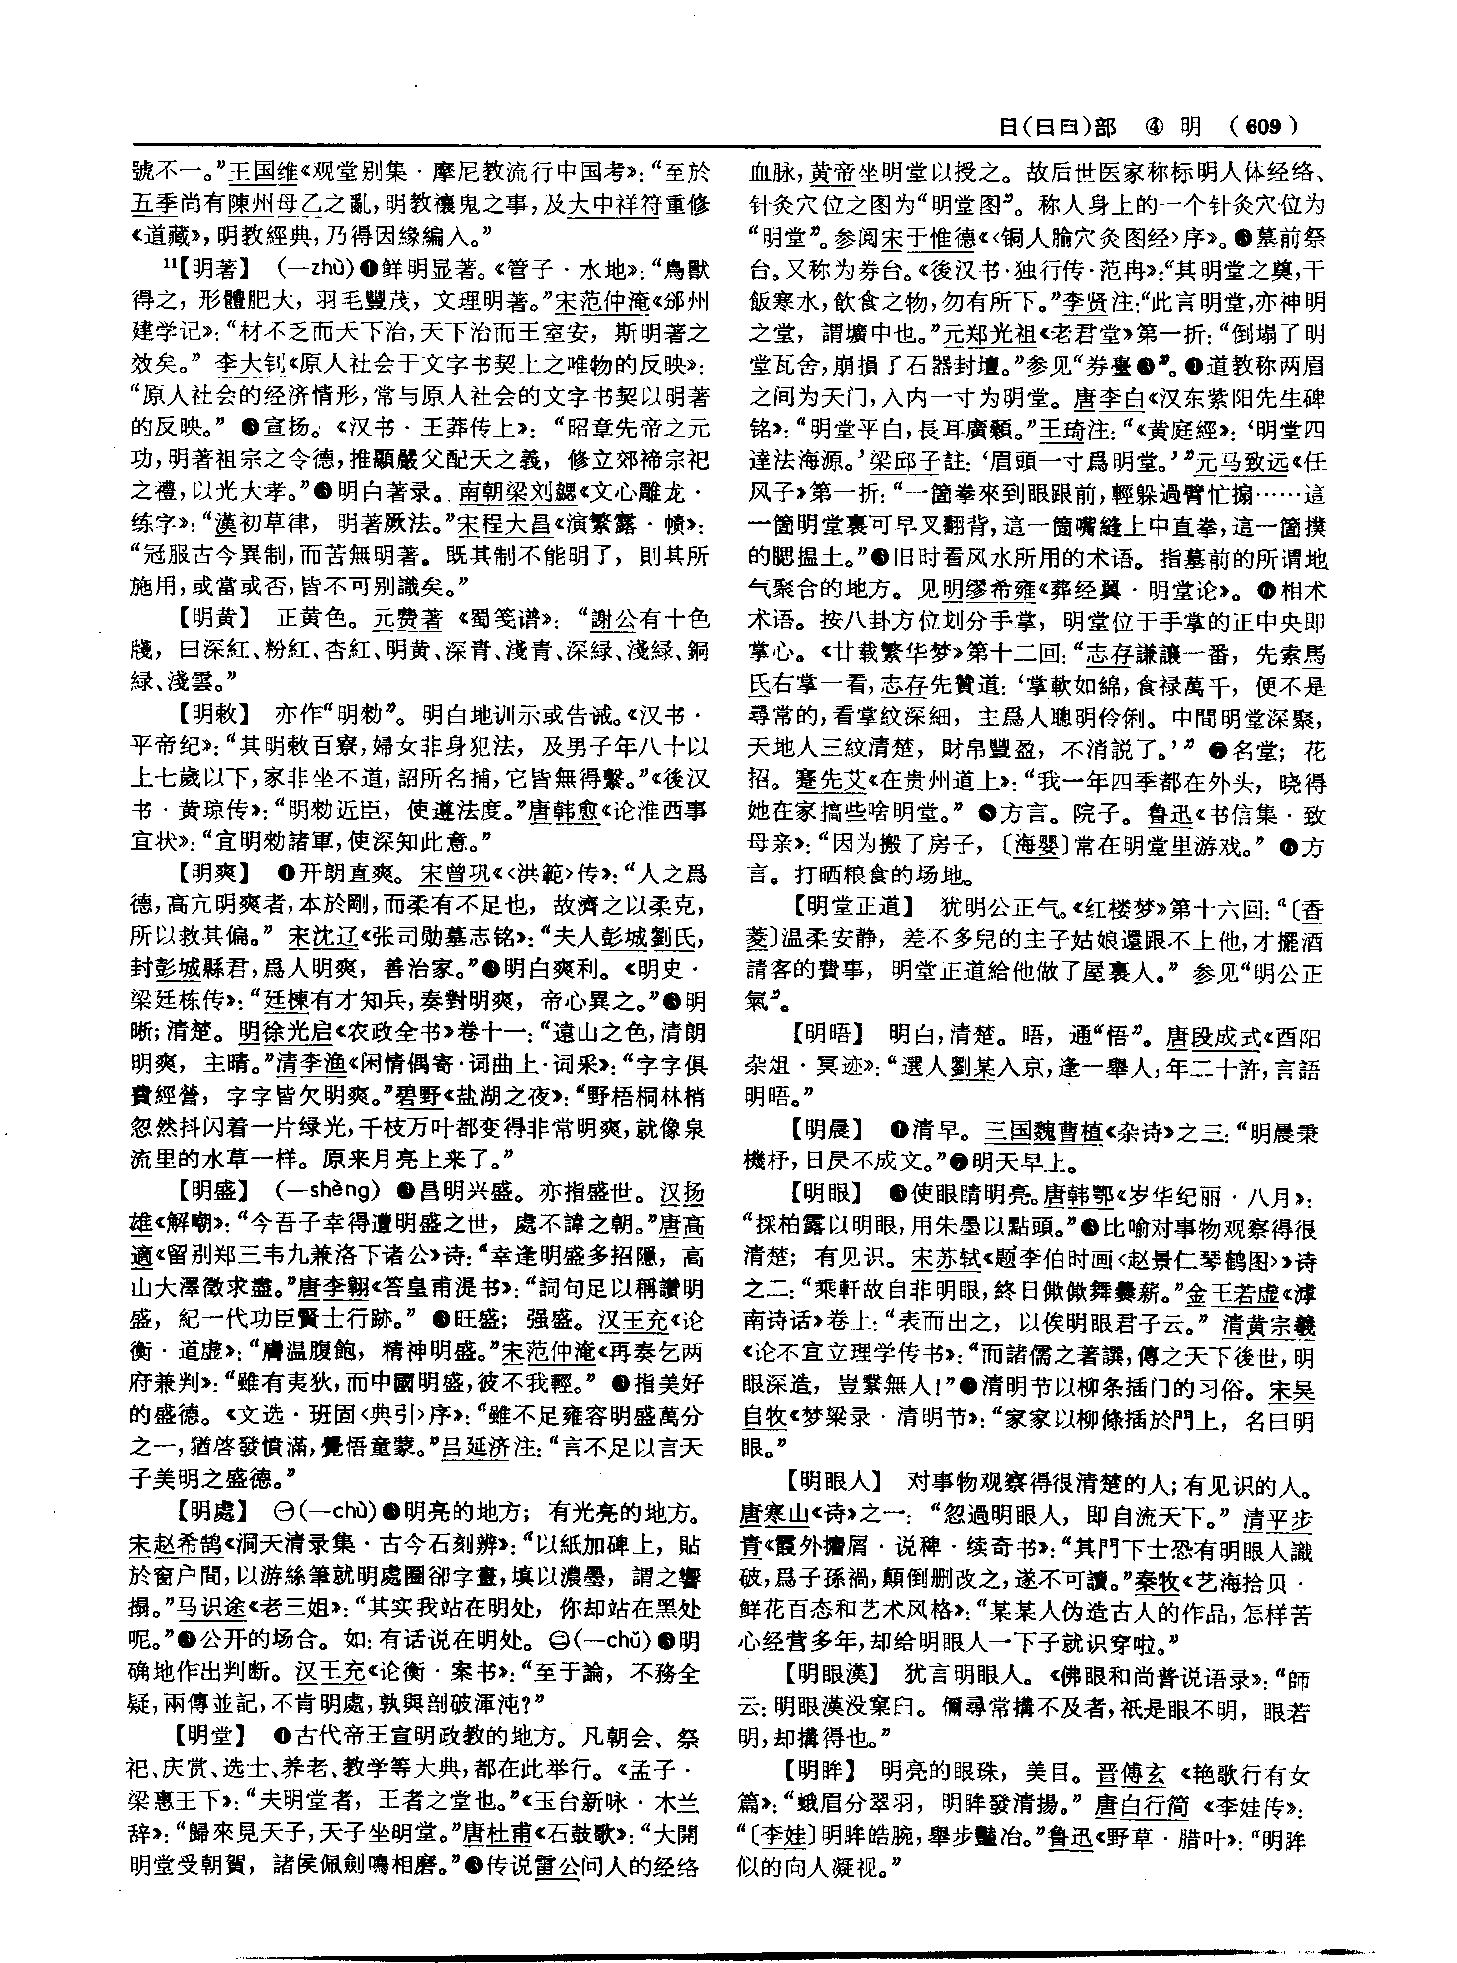 日(日曰)部　④　明　(609)
號不一。”王国维《观堂别集·摩尼教流行中国考》：“至於
五季尚有陳州母乙之亂，明教禳鬼之事，及大中祥符重修
《道藏》，明教經典，乃得因緣編入。”
11【明著】（—zhù）❶鲜明显著。《管子·水地》：“鳥獸
得之，形體肥大，羽毛豐茂，文理明著。”宋范仲淹《邠州
建学记》：“材不乏而天下治，天下治而王室安，斯明著之
效矣。”李大钊《原人社会于文字书契上之唯物的反映》：
“原人社会的经济情形，常与原人社会的文字书契以明著
的反映。”❷宣扬。《汉书·王莽传上》：“昭章先帝之元
功，明著祖宗之令德，推顯嚴父配天之義，修立郊禘宗祀
之禮，以光大孝。”❸明白著录。南朝梁刘勰《文心雕龙·
练字》：“漢初草律，明著厥法。”宋程大昌《演繁露·帻》：
“冠服古今異制，而苦無明著。既其制不能明了，則其所
施用，或當或否，皆不可別識矣。”
【明黄】　正黄色。元费著《蜀笺谱》：“謝公有十色
牋，曰深紅、粉紅、杏紅、明黄、深青、淺青、深緑、淺緑、銅
緑、淺雲。”
【明敕】　亦作“明勑”。明白地训示或告诫。《汉书·
平帝纪》：“其明敕百寮，婦女非身犯法，及男子年八十以
上七歲以下，家非坐不道，詔所名捕，它皆無得繫。”《後汉
书·黄琼传》：“明勑近臣，使遵法度。”唐韩愈《论淮西事
宜状》：“宜明勑諸軍，使深知此意。”
【明爽】　❶开朗直爽。宋曾巩《〈洪範〉传》：“人之爲
德，高亢明爽者，本於剛，而柔有不足也，故濟之以柔克，
所以救其偏。”宋沈辽《张司勋墓志铭》：“夫人彭城劉氏，
封彭城縣君，爲人明爽，善治家。”❷明白爽利。《明史·
梁廷栋传》：“廷棟有才知兵，奏對明爽，帝心異之。”❸明
晰；清楚。明徐光启《农政全书》卷十一：“遠山之色，清朗
明爽，主晴。”清李渔《闲情偶寄·词曲上·词采》：“字字俱
費經營，字字皆欠明爽。”碧野《盐湖之夜》：“野梧桐林梢
忽然抖闪着一片绿光，千枝万叶都变得非常明爽，就像泉
流里的水草一样。原来月亮上来了。”
【明盛】（—shèng）❶昌明兴盛。亦指盛世。汉扬
雄《解嘲》：“今吾子幸得遭明盛之世，處不諱之朝。”唐高
適《留别郑三韦九兼洛下诸公》诗：“幸逢明盛多招隱，高
山大澤徵求盡。”唐李翱《答皇甫湜书》：“詞句足以稱讚明
盛，紀一代功臣賢士行跡。”❷旺盛；强盛。汉王充《论
衡·道虚》：“膚温腹飽，精神明盛。”宋范仲淹《再奏乞两
府兼判》：“雖有夷狄，而中國明盛，彼不我輕。”❸指美好
的盛德。《文选·班固〈典引〉序》：“雖不足雍容明盛萬分
之一，猶啓發憤滿，覺悟童蒙。”吕延济注：“言不足以言天
子美明之盛德。”
【明處】　㊀(—chù)❶明亮的地方；有光亮的地方。
宋赵希鹄《洞天清录集·古今石刻辨》：“以紙加碑上，貼
於窗户間，以游絲筆就明處圈卻字畫，填以濃墨，謂之響
搨。”马识途《老三姐》：“其实我站在明处，你却站在黑处
呢。”❷公开的场合。如：有话说在明处。㊁(—chǔ)❶明
确地作出判断。汉王充《论衡·案书》：“至于論，不務全
疑，兩傳並記，不肯明處，孰與剖破渾沌？”
【明堂】　❶古代帝王宣明政教的地方。凡朝会、祭
祀、庆赏、选士、养老、教学等大典，都在此举行。《孟子·
梁惠王下》：“夫明堂者，王者之堂也。”《玉台新咏·木兰
辞》：“歸來見天子，天子坐明堂。”唐杜甫《石鼓歌》：“大開
明堂受朝賀，諸侯佩劍鳴相磨。”❷传说雷公问人的经络
血脉，黄帝坐明堂以授之。故后世医家称标明人体经络、
针灸穴位之图为“明堂图”。称人身上的一个针灸穴位为
“明堂”。参阅宋于惟德《〈铜人腧穴灸图经〉序》。❸墓前祭
台。又称为券台。《後汉书·独行传·范冉》：“其明堂之奠，干
飯寒水，飲食之物，勿有所下。”李贤注：“此言明堂，亦神明
之堂，謂壙中也。”元郑光祖《老君堂》第一折：“倒塌了明
堂瓦舍，崩損了石器封壇。”参见“券臺❷”。❹道教称两眉
之间为天门，入内一寸为明堂。唐李白《汉东紫阳先生碑
铭》：“明堂平白，長耳廣顙。”王琦注：“《黄庭經》：‘明堂四
達法海源。’梁邱子註：‘眉頭一寸爲明堂。’”元马致远《任
风子》第一折：“一箇拳來到眼跟前，輕躲過臂忙搧……這
一箇明堂裏可早叉翻背，這一箇嘴縫上中直拳，這一箇撲
的腮揾土。”❺旧时看风水所用的术语。指墓前的所谓地
气聚合的地方。见明缪希雍《葬经翼·明堂论》。❻相术
术语。按八卦方位划分手掌，明堂位于手掌的正中央即
掌心。《廿载繁华梦》第十二回：“志存謙讓一番，先索馬
氏右掌一看，志存先贊道：‘掌軟如綿，食禄萬千，便不是
尋常的，看掌紋深細，主爲人聰明伶俐。中間明堂深聚，
天地人三紋清楚，財帛豐盈，不消説了。’”❼名堂；花
招。蹇先艾《在贵州道上》：“我一年四季都在外头，晓得
她在家搞些啥明堂。”❽方言。院子。鲁迅《书信集·致
母亲》：“因为搬了房子，〔海婴〕常在明堂里游戏。”❾方
言。打晒粮食的场地。
【明堂正道】　犹明公正气。《红楼梦》第十六回：“〔香
菱〕温柔安静，差不多兒的主子姑娘還跟不上他，才擺酒
請客的費事，明堂正道給他做了屋裏人。”参见“明公正
氣”。
【明晤】　明白，清楚。晤，通“悟”。唐段成式《酉阳
杂俎·冥迹》：“選人劉某入京，逢一舉人，年二十許，言語
明晤。”
【明晨】　❶清早。三国魏曹植《杂诗》之三：“明晨秉
機杼，日昃不成文。”❷明天早上。
【明眼】　❶使眼睛明亮。唐韩鄂《岁华纪丽·八月》：
“採柏露以明眼，用朱墨以點頭。”❷比喻对事物观察得很
清楚；有见识。宋苏轼《题李伯时画〈赵景仁琴鹤图〉》诗
之二：“乘軒故自非明眼，終日僛僛舞爨薪。”金王若虚《滹
南诗话》卷上：“表而出之，以俟明眼君子云。”清黄宗羲
《论不宜立理学传书》：“而諸儒之著譔，傳之天下後世，明
眼深造，豈繄無人！”❸清明节以柳条插门的习俗。宋吴
自牧《梦粱录·清明节》：“家家以柳條插於門上，名曰明
眼。”
【明眼人】　对事物观察得很清楚的人；有见识的人。
唐寒山《诗》之一：“忽遇明眼人，即自流天下。”清平步
青《霞外攟屑·说稗·续奇书》：“其門下士恐有明眼人識
破，爲子孫禍，顛倒删改之，遂不可讀。”秦牧《艺海拾贝·
鲜花百态和艺术风格》：“某某人伪造古人的作品，怎样苦
心经营多年，却给明眼人一下子就识穿啦。”
【明眼漢】　犹言明眼人。《佛眼和尚普说语录》：“師
云：明眼漢没窠臼。儞尋常搆不及者，衹是眼不明，眼若
明，却搆得也。”
【明眸】　明亮的眼珠，美目。晋傅玄《艳歌行有女
篇》：“蛾眉分翠羽，明眸發清揚。”唐白行简《李娃传》：
“〔李娃〕明眸皓腕，舉步豔冶。”鲁迅《野草·腊叶》：“明眸
似的向人凝视。”